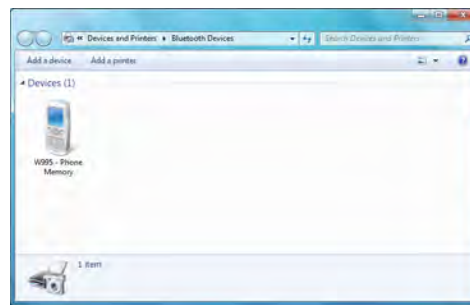 « Devices and Printers ▸ Bluetooth Devices
Search Devices and Printers
Add a device Add a printer
Devices (1)
W995 - Phone
Memory
1 item